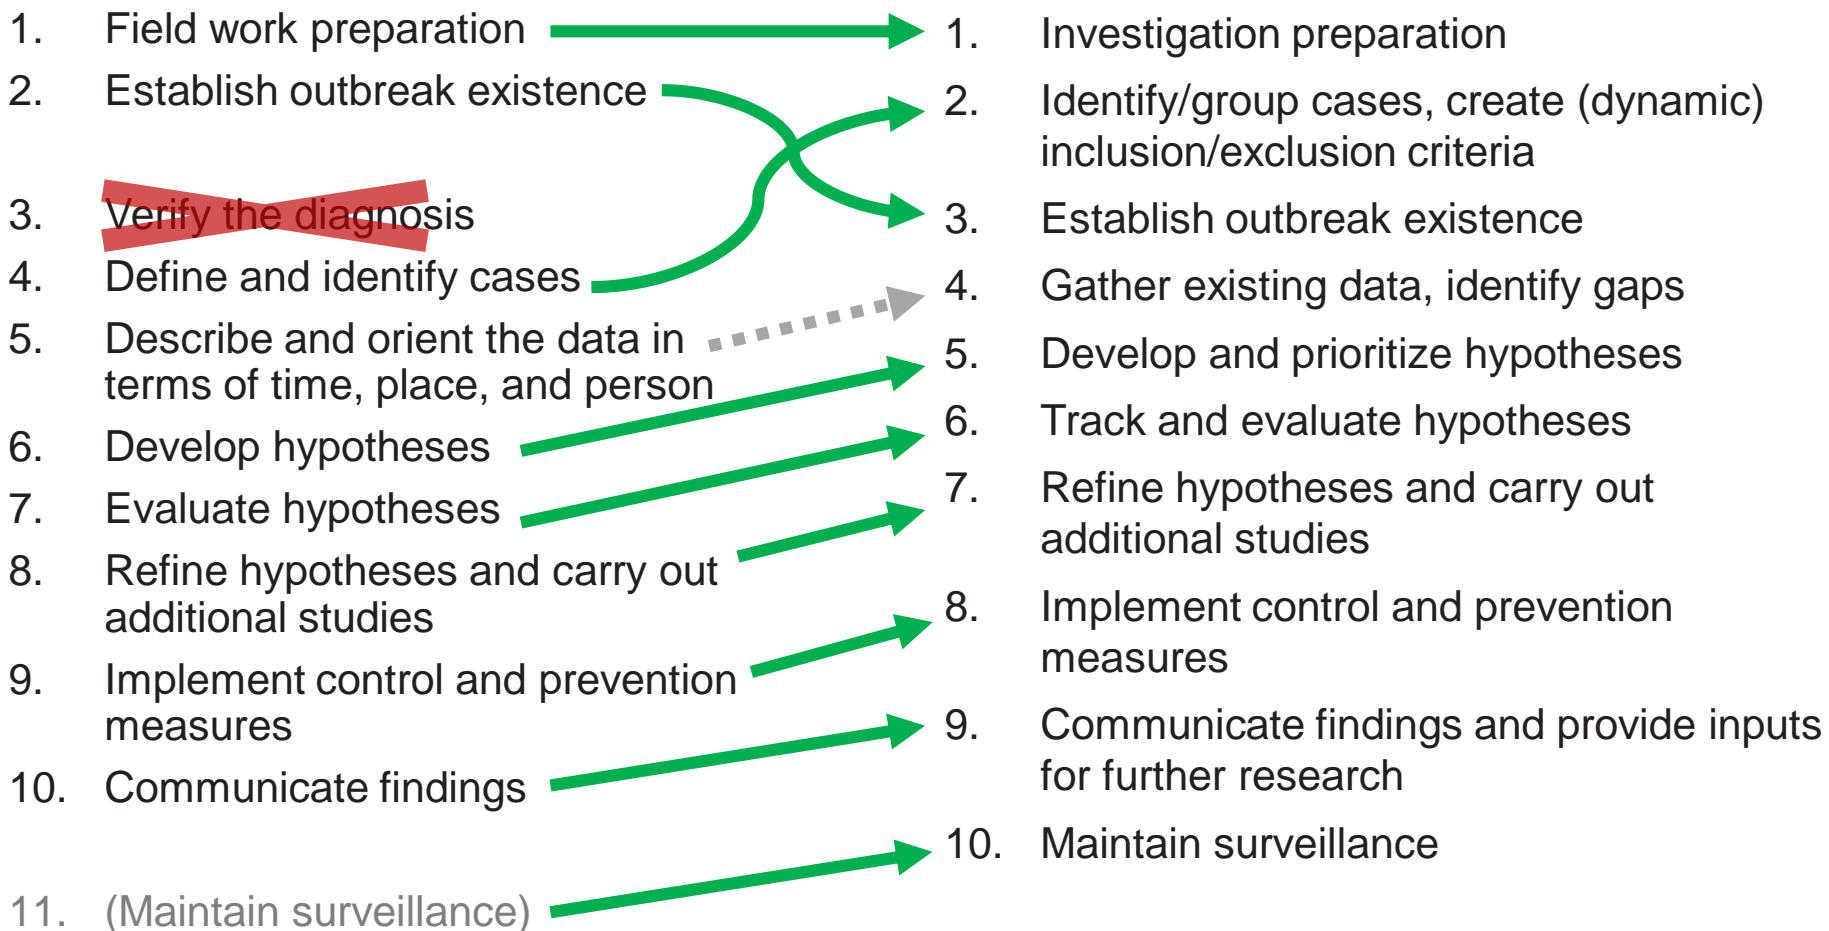 1. Field work preparation
2. Establish outbreak existence
3. Verify the diagnosis
4. Define and identify cases
5. Describe and orient the data in
terms of time, place, and person
6. Develop hypotheses
7. Evaluate hypotheses
8. Refine hypotheses and carry out
additional studies
9. Implement control and prevention
measures
10. Communicate findings
11. (Maintain surveillance)
1. Investigation preparation
2. Identify/group cases, create (dynamic)
inclusion/exclusion criteria
3. Establish outbreak existence
4. Gather existing data, identify gaps
5. Develop and prioritize hypotheses
6. Track and evaluate hypotheses
7. Refine hypotheses and carry out
additional studies
8. Implement control and prevention
measures
9. Communicate findings and provide inputs
for further research
10. Maintain surveillance